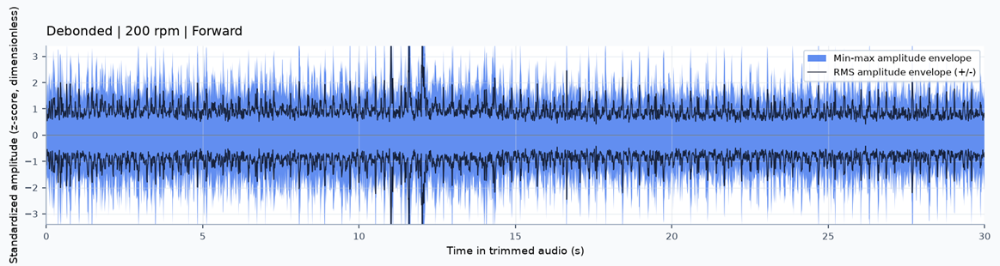 Debonded | 200 rpm | Forward
Standardized amplitude (z-score, dimensionless)
3
2
1
0
−1
−2
−3
Min-max amplitude envelope
RMS amplitude envelope (+/-)
0 5 10 15 20 25 30
Time in trimmed audio (s)